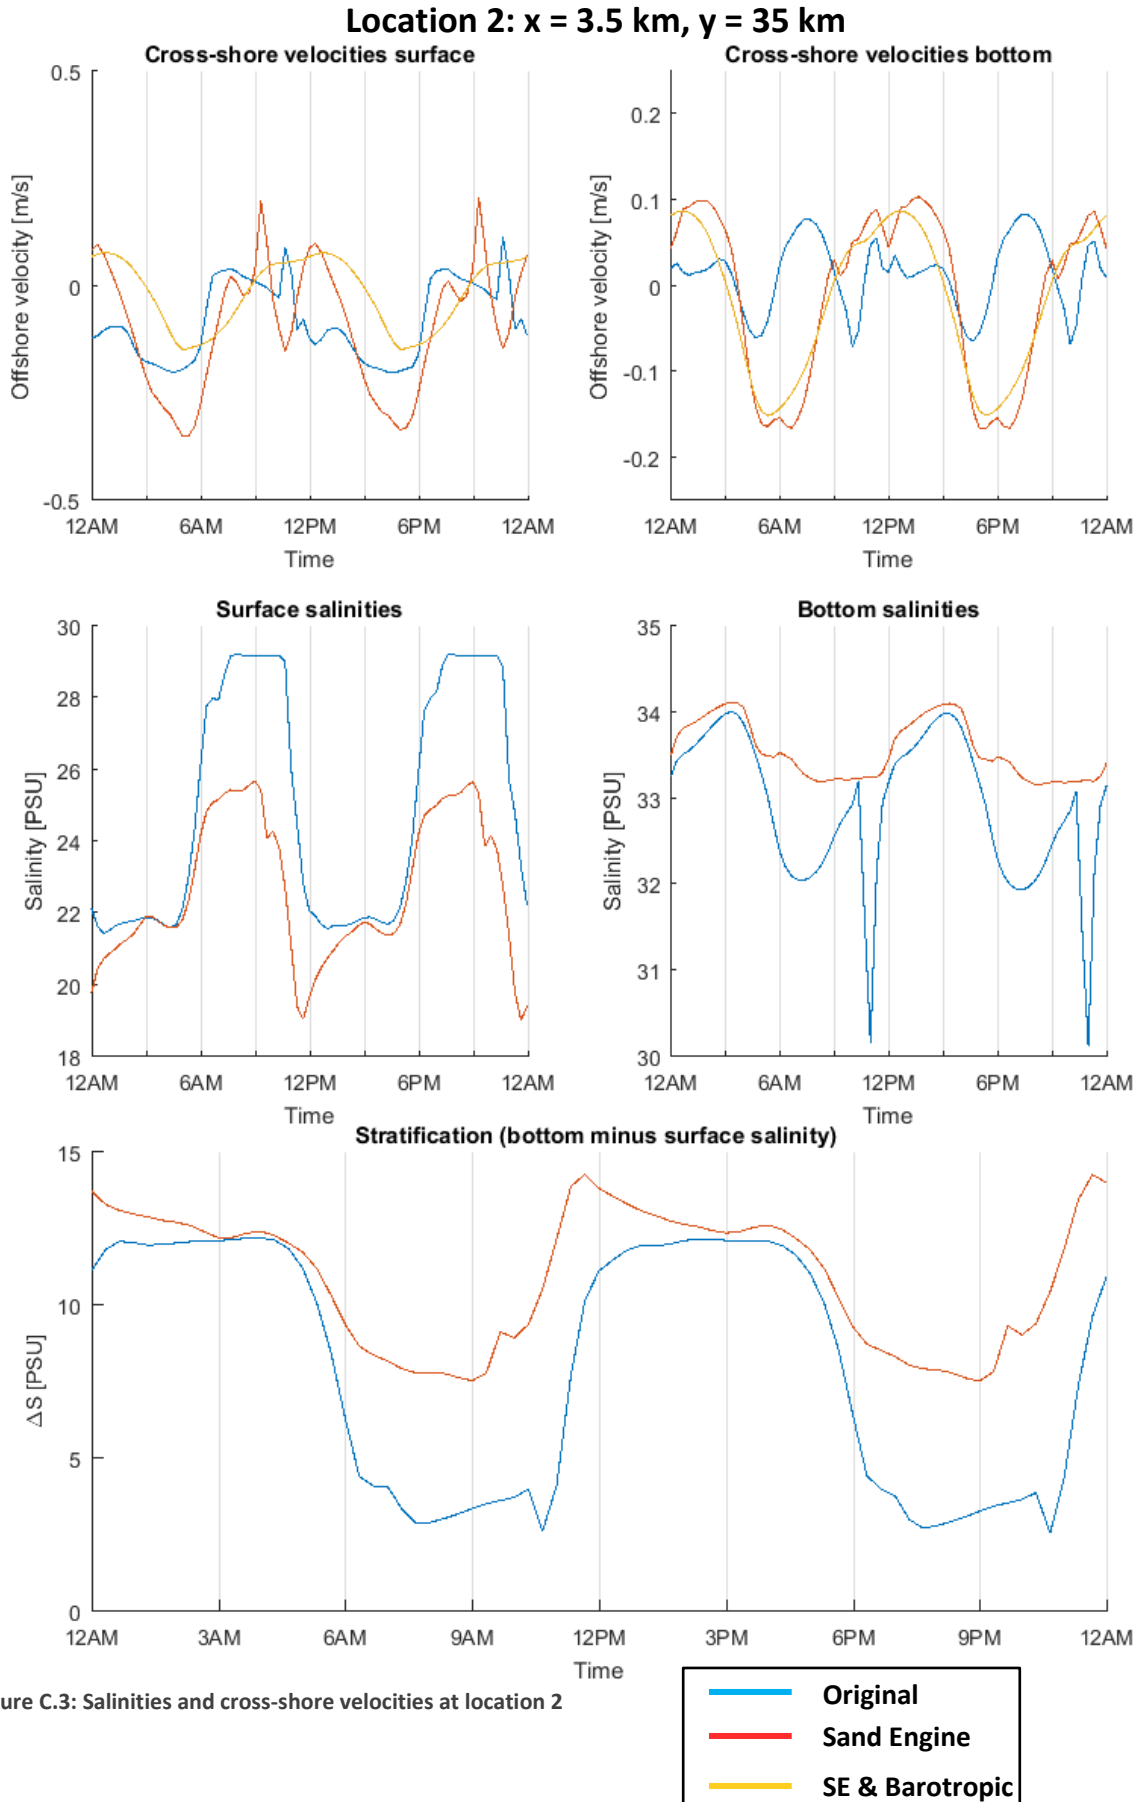 Location 2: x = 3.5 km, y = 35 km
Cross-shore velocities surface
0.5
0
-0.5
Offshore velocity [m/s]
12AM 6AM 12PM 6PM 12AM
Time
Cross-shore velocities bottom
0.2
0.1
0
-0.1
-0.2
Offshore velocity [m/s]
12AM 6AM 12PM 6PM 12AM
Time
Surface salinities
30
28
26
24
22
20
18
Salinity [PSU]
12AM 6AM 12PM 6PM 12AM
Time
Bottom salinities
35
34
33
32
31
30
Salinity [PSU]
12AM 6AM 12PM 6PM 12AM
Time
Stratification (bottom minus surface salinity)
15
10
5
0
ΔS [PSU]
12AM 3AM 6AM 9AM 12PM 3PM 6PM 9PM 12AM
Time
ure C.3: Salinities and cross-shore velocities at location 2
Original
Sand Engine
SE & Barotropic